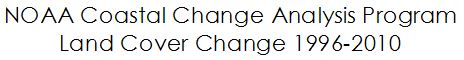 NOAA Coastal Change Analysis Program
Land Cover Change 1996-2010